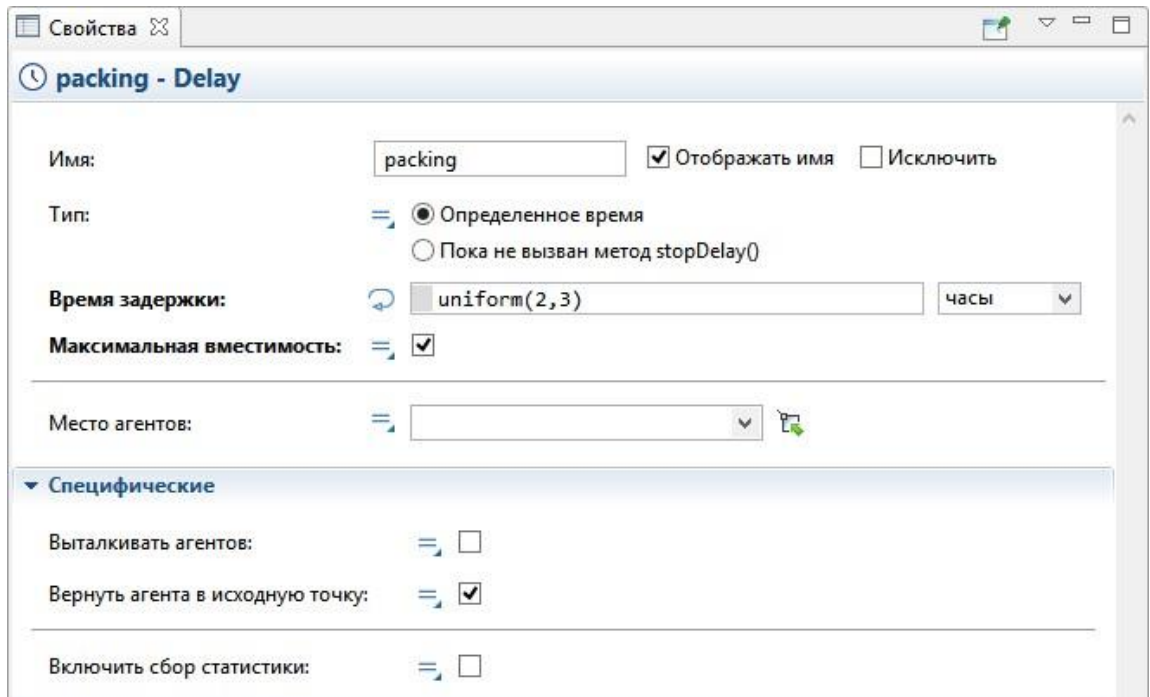 Свойства
packing - Delay
Имя: packing Отображать имя Исключить
Тип: Определенное время
Пока не вызван метод stopDelay()
Время задержки: uniform(2,3) часы
Максимальная вместимость:
Место агентов:
Специфические
Выталкивать агентов:
Вернуть агента в исходную точку:
Включить сбор статистики: